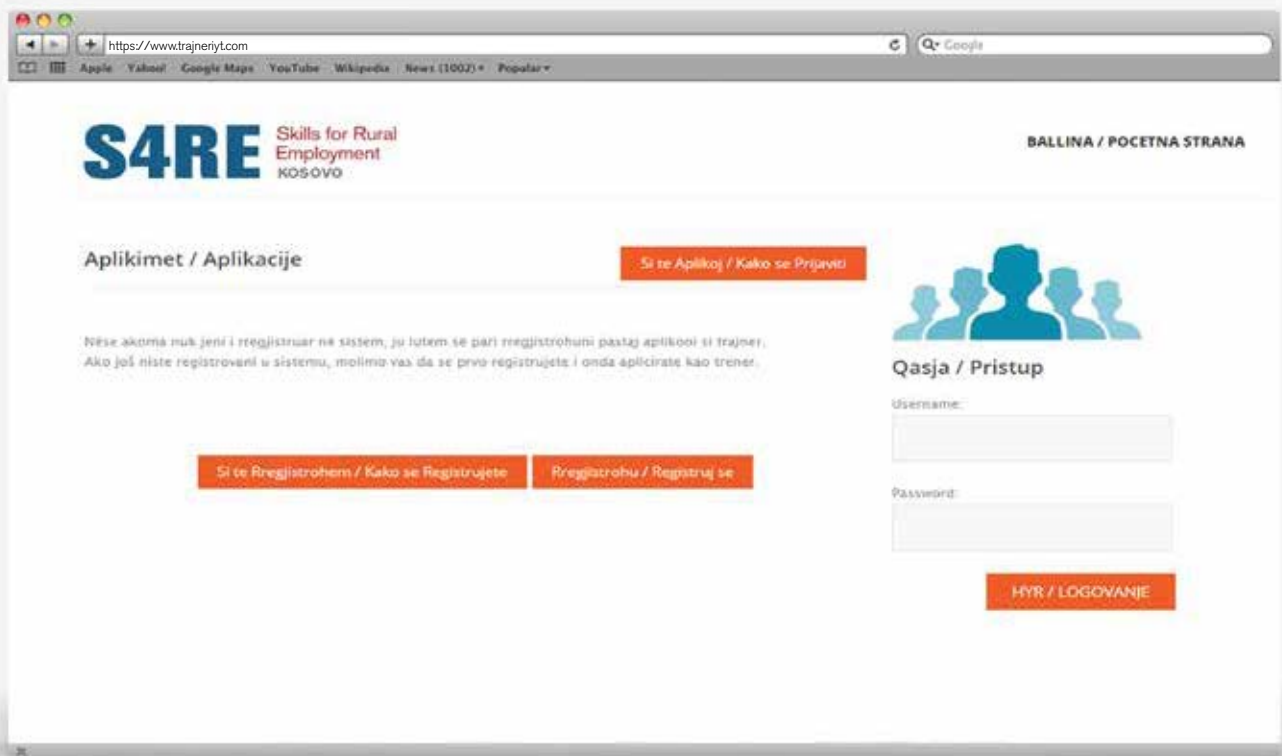 https://www.trajneriyt.com
Google
Apple Yahoo! Google Maps YouTube Wikipedia News (1002) Popular
S4RE Skills for Rural
Employment
KOSOVO
BALLINA / POCETNA STRANA
Aplikimet / Aplikacije
Si te Aplikoj / Kako se Prijaviti
Nëse akoma nuk jeni i rregjistruar në sistem, ju lutem së pari rregjistrohuni pastaj aplikoni si trajner.
Ako još niste registrovani u sistemu, molimo vas da se prvo registrujete i onda aplicirate kao trener.
Si te Rregjistrohem / Kako se Registrujete
Rregjistrohu / Registruj se
Qasja / Pristup
Username:
Password:
HYR / LOGOVANJE